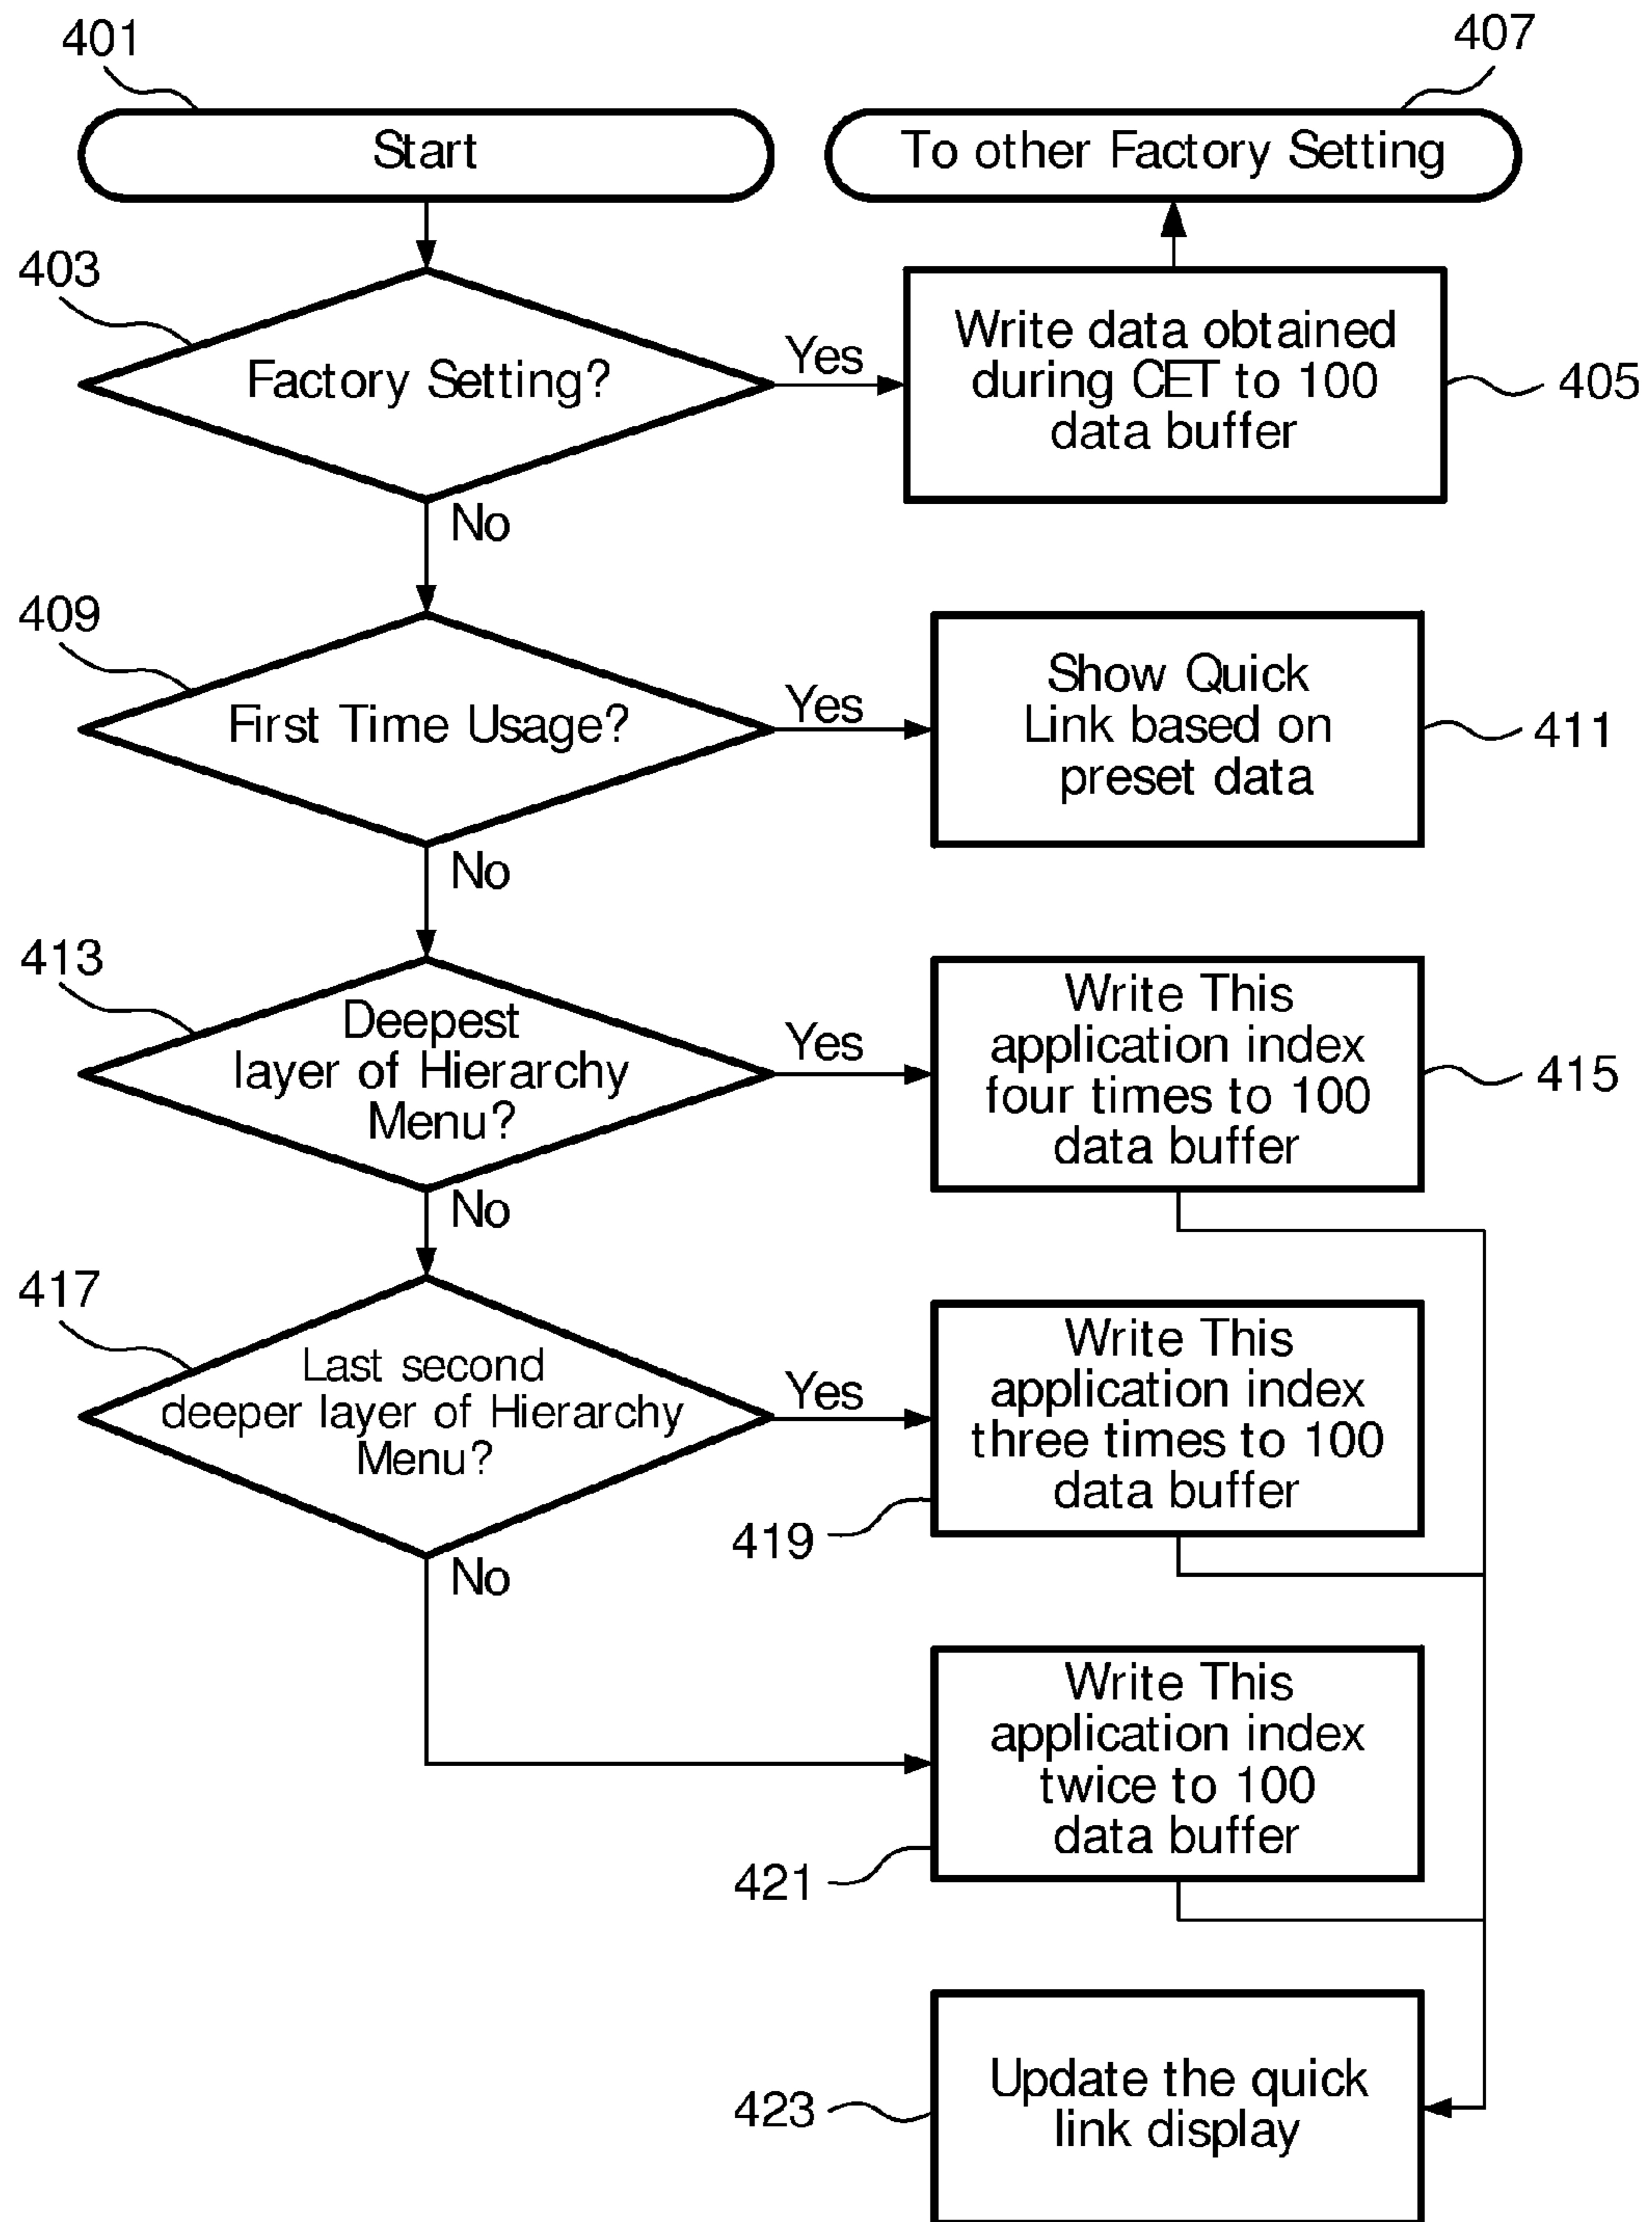 401
407
Start
To other Factory Setting
403
Factory Setting?
Yes
Write data obtained
during CET to 100
data buffer
405
No
409
First Time Usage?
Yes
Show Quick
Link based on
preset data
411
No
413
Deepest
layer of Hierarchy
Menu?
Yes
Write This
application index
four times to 100
data buffer
415
No
417
Last second
deeper layer of Hierarchy
Menu?
Yes
Write This
application index
three times to 100
data buffer
419
No
Write This
application index
twice to 100
data buffer
421
Update the quick
link display
423